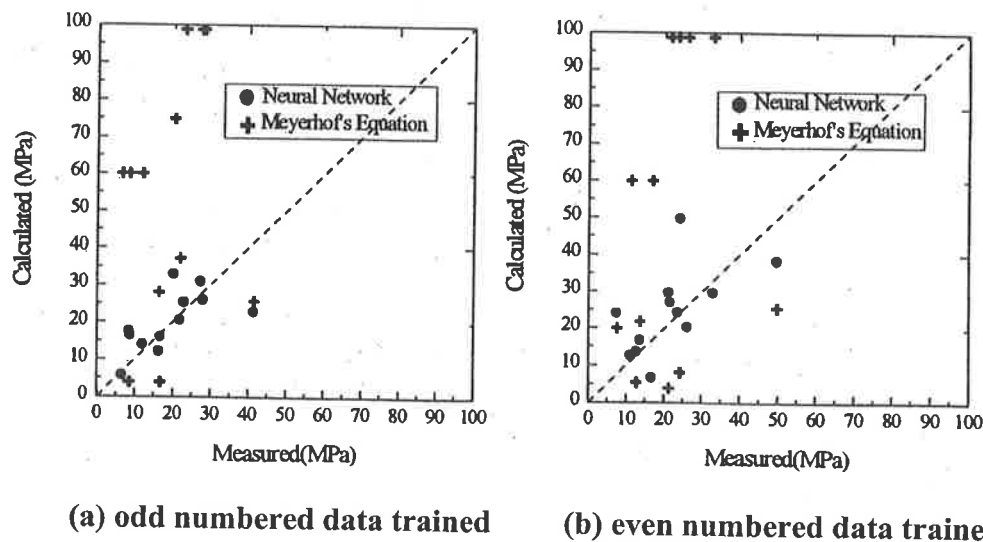 100
90
80
70
60
50
40
30
20
10
0
Calculated (MPa)
Neural Network
Meyerhof's Equation
0 10 20 30 40 50 60 70 80 90 100
Measured(MPa)
(a) odd numbered data trained
100
90
80
70
60
50
40
30
20
10
0
Calculated (MPa)
Neural Network
Meyerhof's Equation
0 10 20 30 40 50 60 70 80 90 100
Measured(MPa)
(b) even numbered data traine